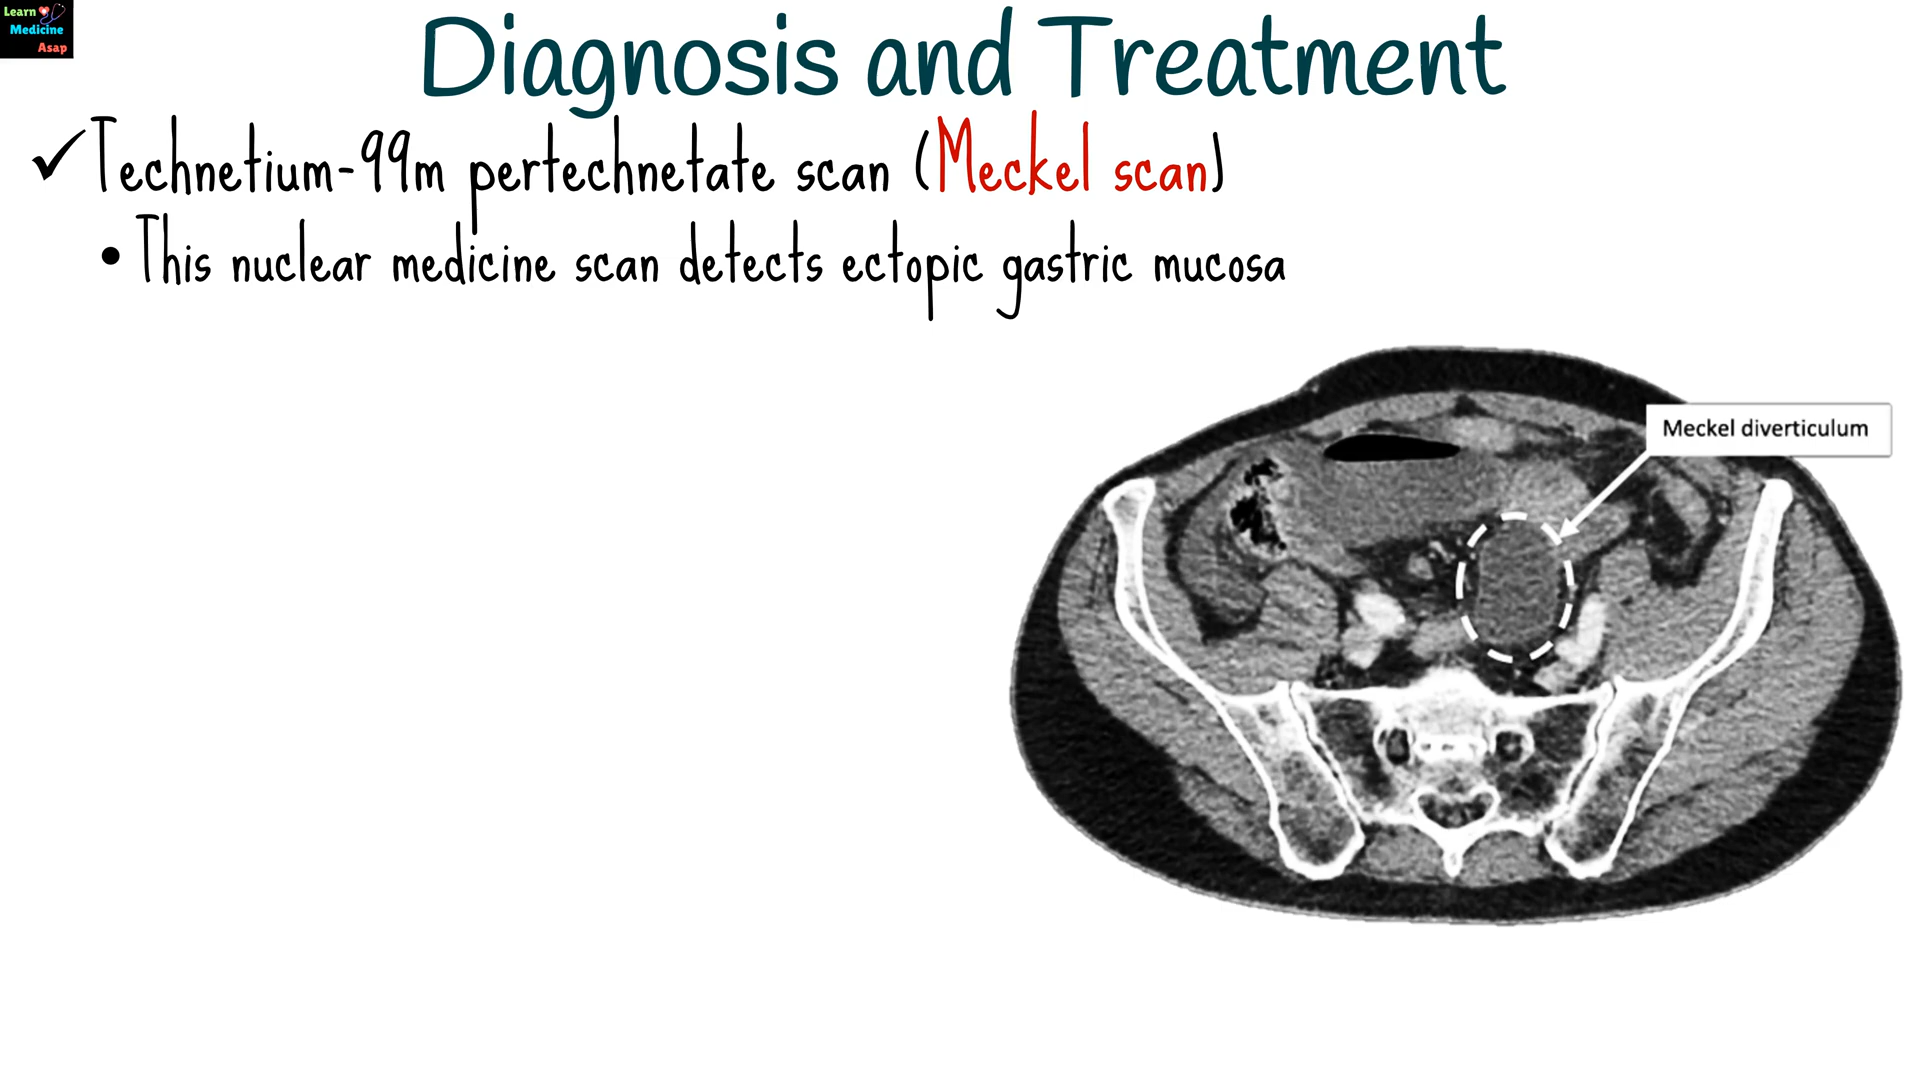 Learn
Medicine
Asap
Diagnosis and Treatment
✓ Technetium-99m pertechnetate scan (Meckel scan)
• This nuclear medicine scan detects ectopic gastric mucosa
Meckel diverticulum